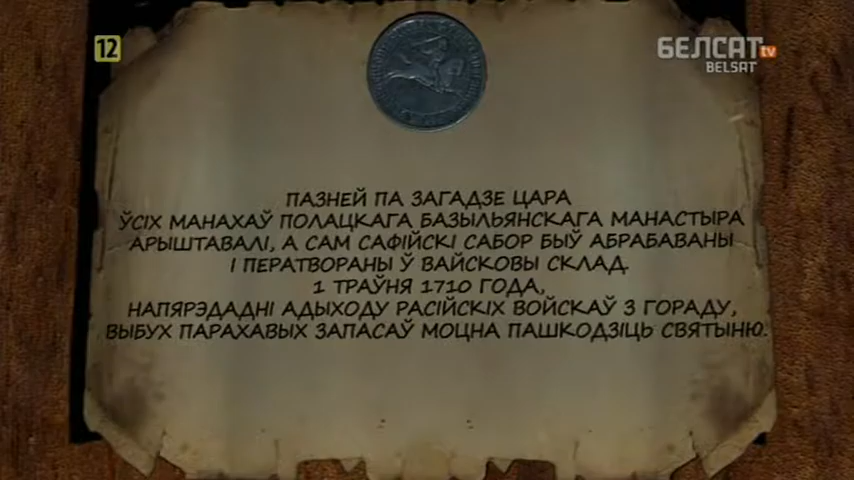 12
БЕЛСАТ tv
BELSAT
ПАЗНЕЙ ПА ЗАГАДЗЕ ЦАРА
ЎСІХ МАНАХАЎ ПОЛАЦКАГА БАЗЫЛЬЯНСКАГА МАНАСТЫРА
АРЫШТАВАЛІ, А САМ САФІЙСКІ САБОР БЫЎ АБРАБАВАНЫ
І ПЕРАТВОРАНЫ Ў ВАЙСКОВЫ СКЛАД.
1 ТРАЎНЯ 1710 ГОДА,
НАПЯРЭДАДНІ АДЫХОДУ РАСІЙСКІХ ВОЙСКАЎ З ГОРАДУ,
ВЫБУХ ПАРАХАВЫХ ЗАПАСАЎ МОЦНА ПАШКОДЗІЦЬ СВЯТЫНЮ.